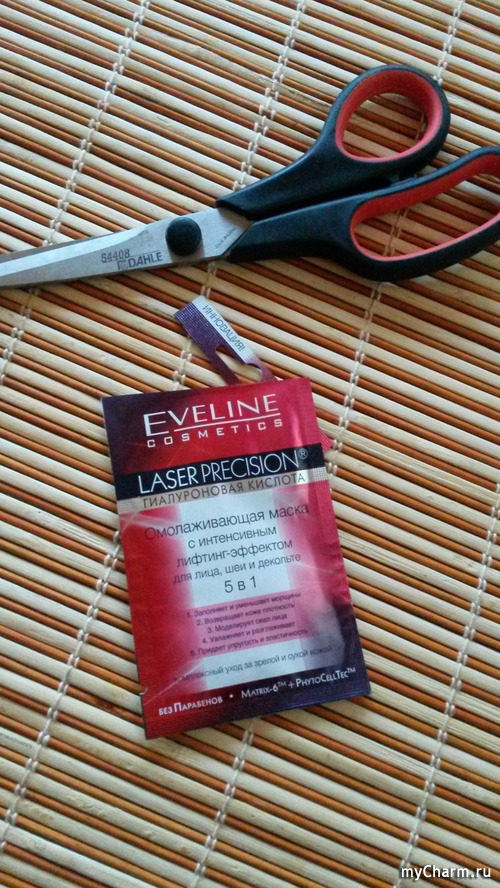 54408
DAHLE
ИННОВАЦИЯ!
EVELINE
COSMETICS
LASER PRECISION®
ГИАЛУРОНОВАЯ КИСЛОТА
Омолаживающая маска
с интенсивным
лифтинг-эффектом
для лица, шеи и декольте
5 в 1
1. Заполняет и уменьшает морщины
2. Возвращает коже плотность
3. Моделирует овал лица
4. Увлажняет и разглаживает
5. Придает упругость и эластичность
уход за зрелой и сухой кожей
БЕЗ ПАРАБЕНОВ • MATRIX-6™ + PHYTOCELLTEC™
myCharm.ru